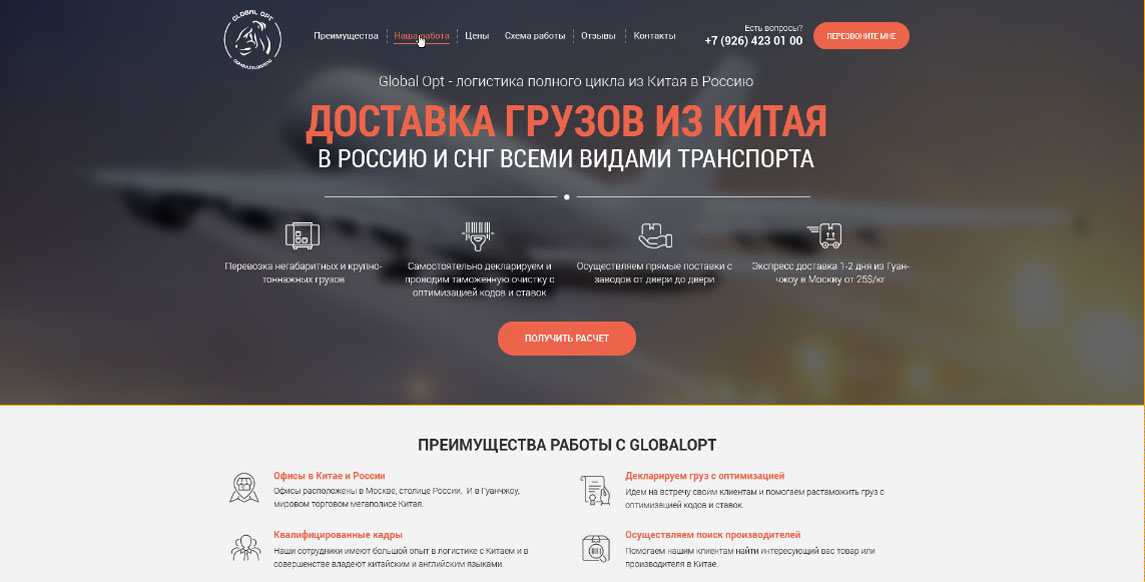 GLOBAL OPT
Преимущества
Наша работа
Цены
Схема работы
Отзывы
Контакты
Есть вопросы?
+7 (926) 423 01 00
ПЕРЕЗВОНИТЕ МНЕ
Global Opt - логистика полного цикла из Китая в Россию
ДОСТАВКА ГРУЗОВ ИЗ КИТАЯ
В РОССИЮ И СНГ ВСЕМИ ВИДАМИ ТРАНСПОРТА
Перевозка негабаритных и крупно-
тоннажных грузов
Самостоятельно декларируем и
проводим таможенную очистку с
оптимизацией кодов и ставок
Осуществляем прямые поставки с
заводов от двери до двери
Экспресс доставка 1-2 дня из Гуан-
чжоу в Москву от 25$/кг
ПОЛУЧИТЬ РАСЧЕТ
ПРЕИМУЩЕСТВА РАБОТЫ С GLOBALOPT
Офисы в Китае и России
Офисы расположены в Москве, столице России. И в Гуанчжоу,
мировом торговом мегаполисе Китая.
Декларируем груз с оптимизацией
Идем на встречу своим клиентам и помогаем растаможить груз с
оптимизацией кодов и ставок.
Квалифицированные кадры
Наши сотрудники имеют большой опыт в логистике с Китаем и в
совершенстве владеют китайским и английским языками.
Осуществляем поиск производителей
Помогаем нашим клиентам найти интересующий вас товар или
производителя в Китае.